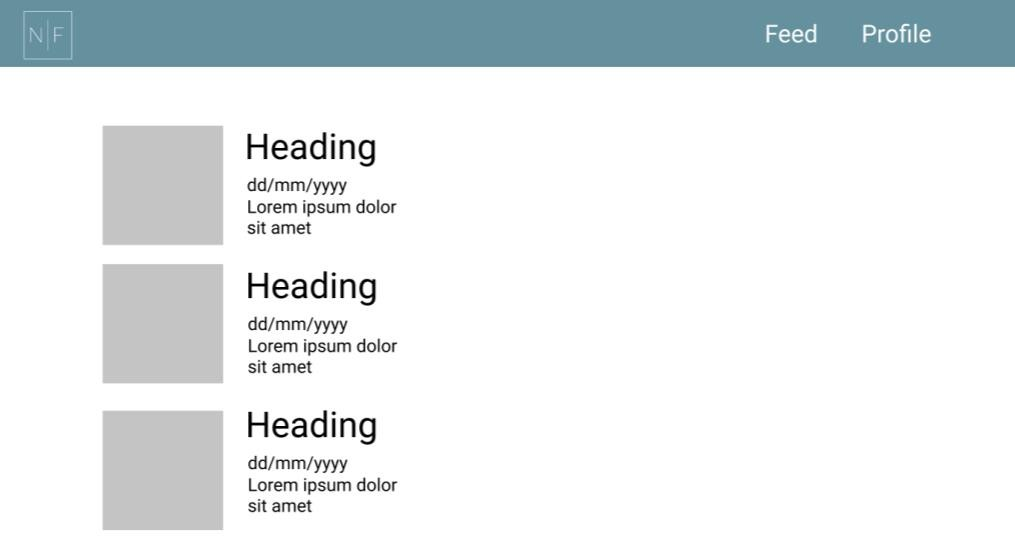 N|F
Feed Profile
Heading
dd/mm/yyyy
Lorem ipsum dolor
sit amet
Heading
dd/mm/yyyy
Lorem ipsum dolor
sit amet
Heading
dd/mm/yyyy
Lorem ipsum dolor
sit amet